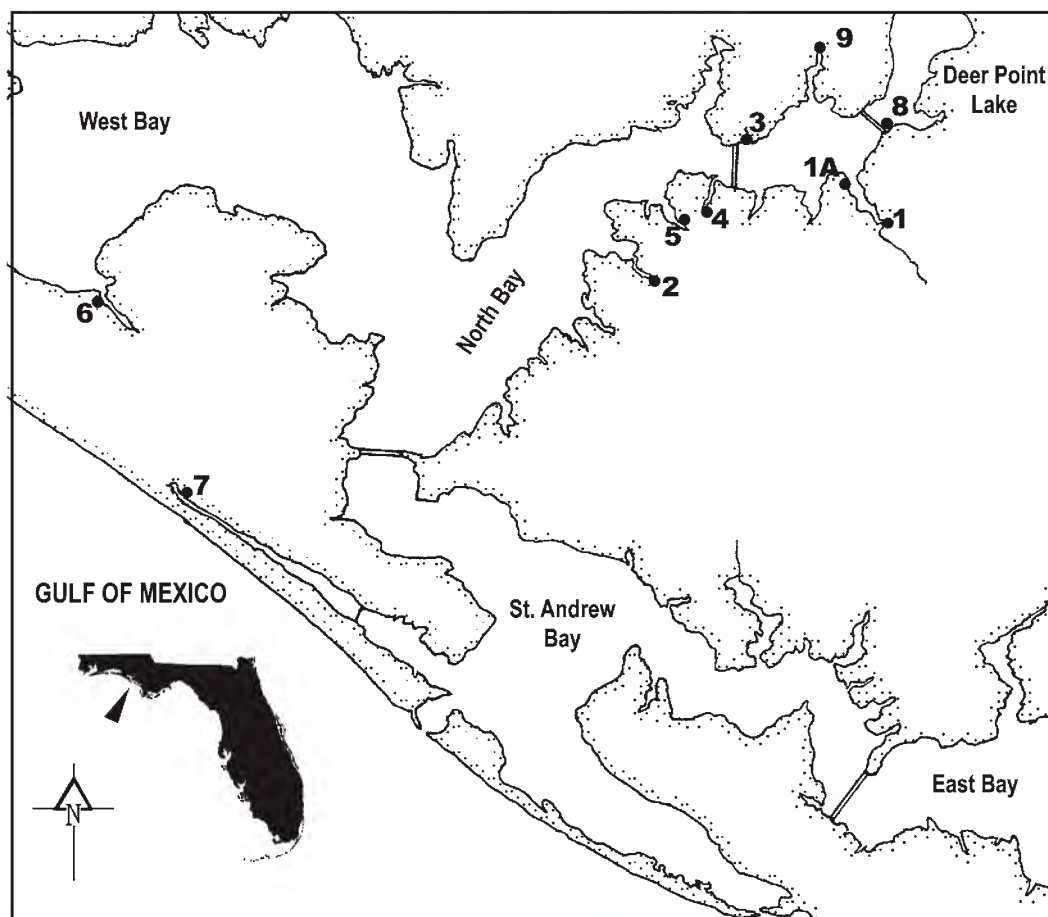 9
Deer Point
Lake
West Bay
8
3
1A
4
5
1
2
6
North Bay
7
GULF OF MEXICO
St. Andrew
Bay
N
East Bay